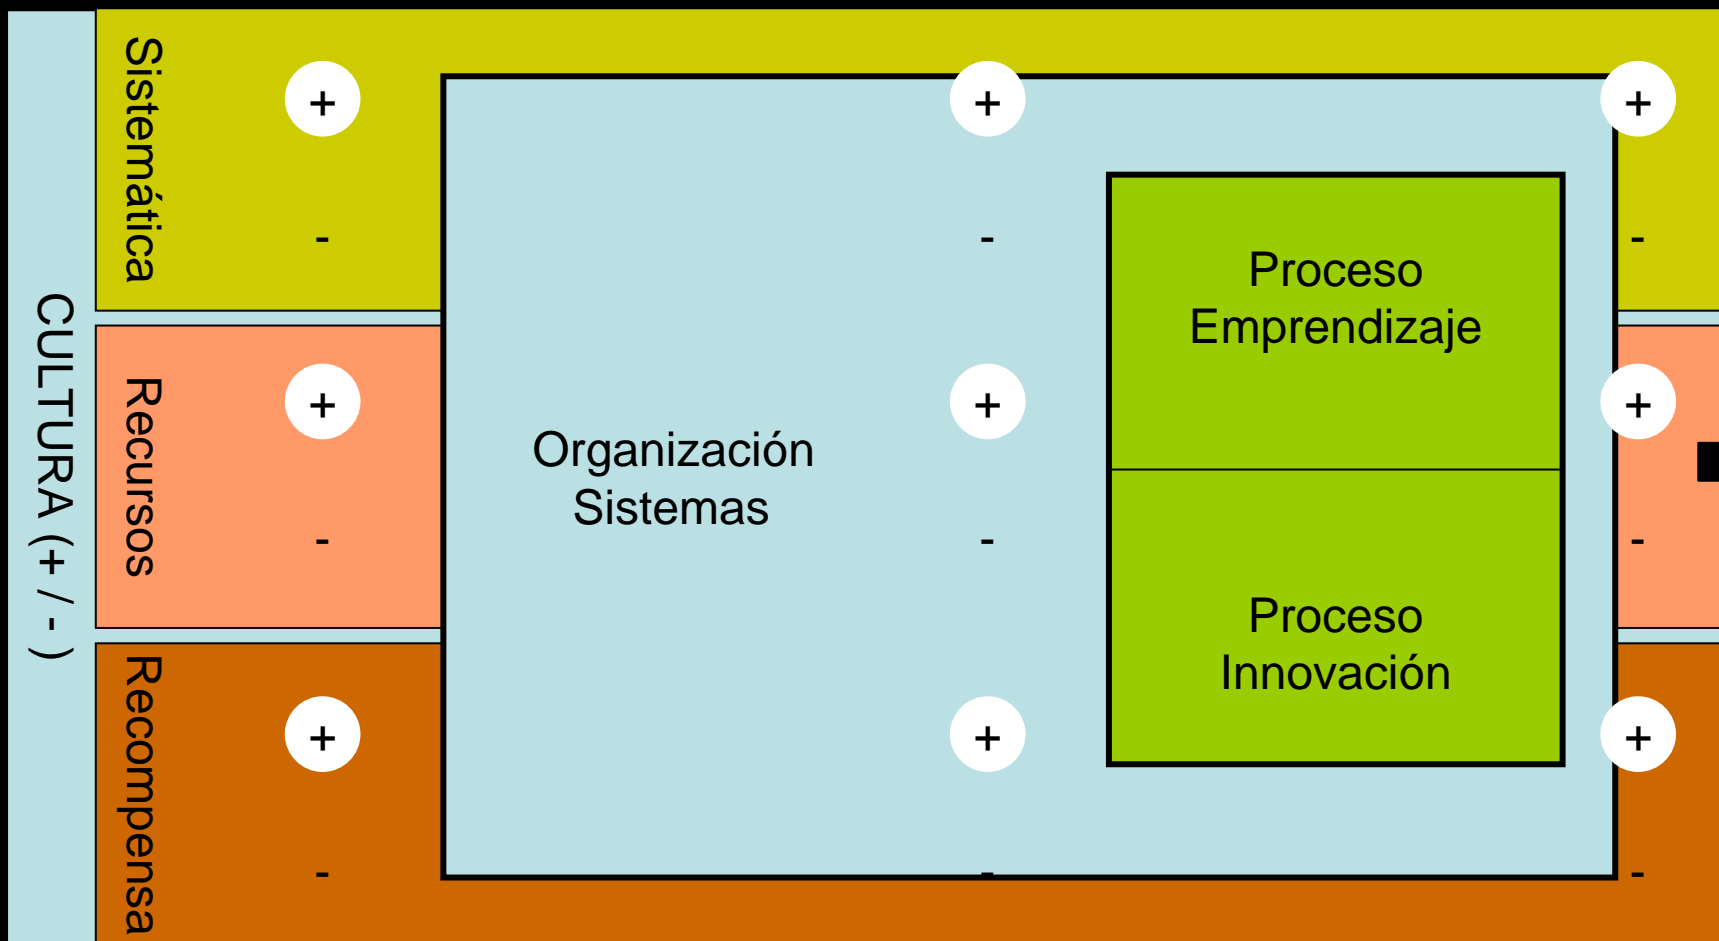 CULTURA (+ / - )
Sistemática
+ + +
- - -
Proceso
Emprendizaje
Recursos
+ + +
Organización
Sistemas
- - -
Proceso
Innovación
Recompensa
+ + +
- - -